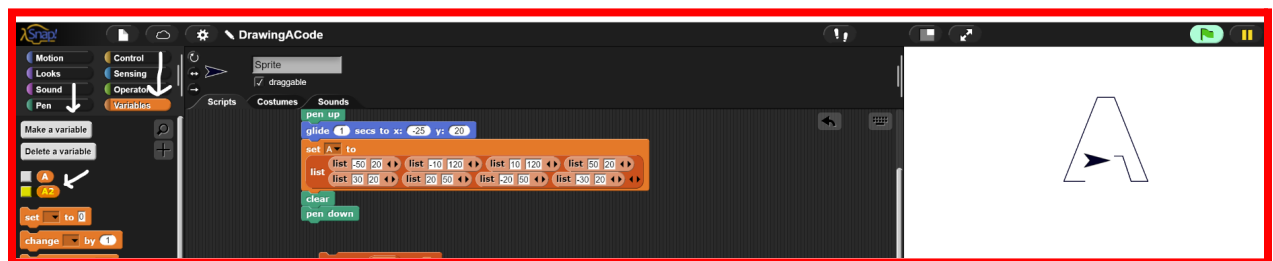 Snap!
DrawingACode
Motion Control
Looks Sensing
Sound Operators
Pen Variables
Sprite
draggable
Scripts Costumes Sounds
Make a variable
Delete a variable
A
A2
set to 0
change by 1
pen up
glide 1 secs to x: -25 y: 20
set A to
list
list -50 20 list -10 120 list 10 120 list 50 20
list 30 20 list 20 50 list -20 50 list -30 20
clear
pen down